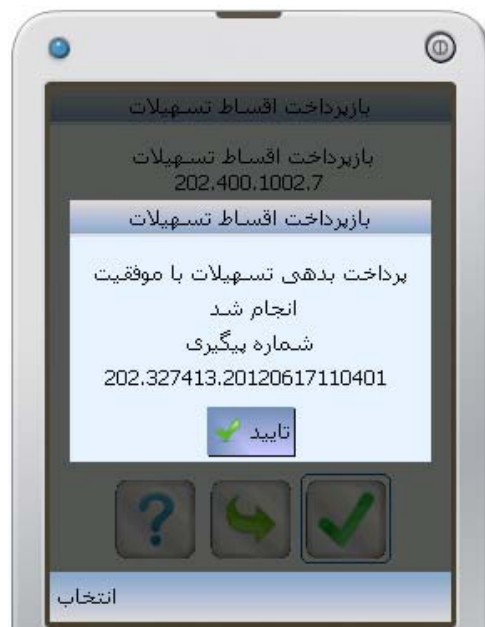 بازپرداخت اقساط تسهیلات
بازپرداخت اقساط تسهیلات
202.400.1002.7
بازپرداخت اقساط تسهیلات
پرداخت بدهی تسهیلات با موفقیت
انجام شد
شماره پیگیری
202.327413.20120617110401
تایید
انتخاب